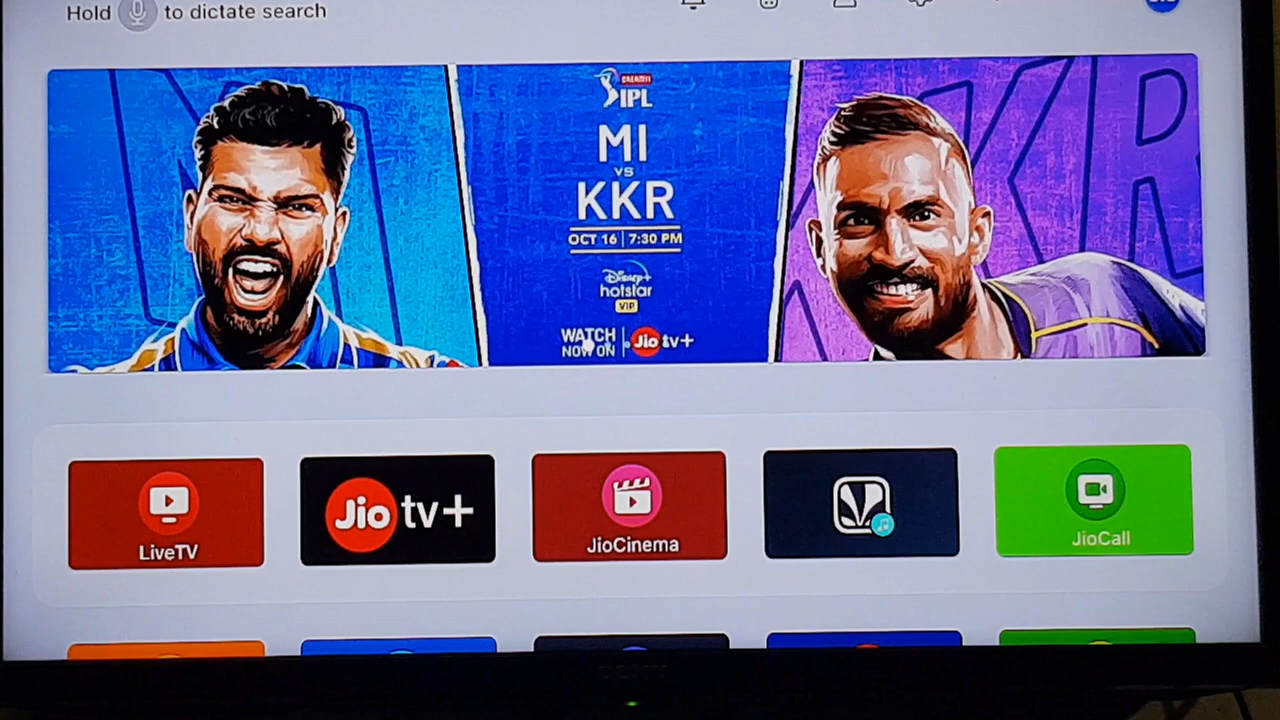 Hold to dictate search
IPL
MI
VS
KKR
OCT 16 | 7:30 PM
Disney+
hotstar
VIP
WATCH
NOW ON
Jio tv+
LiveTV
Jio tv+
JioCinema
JioCall